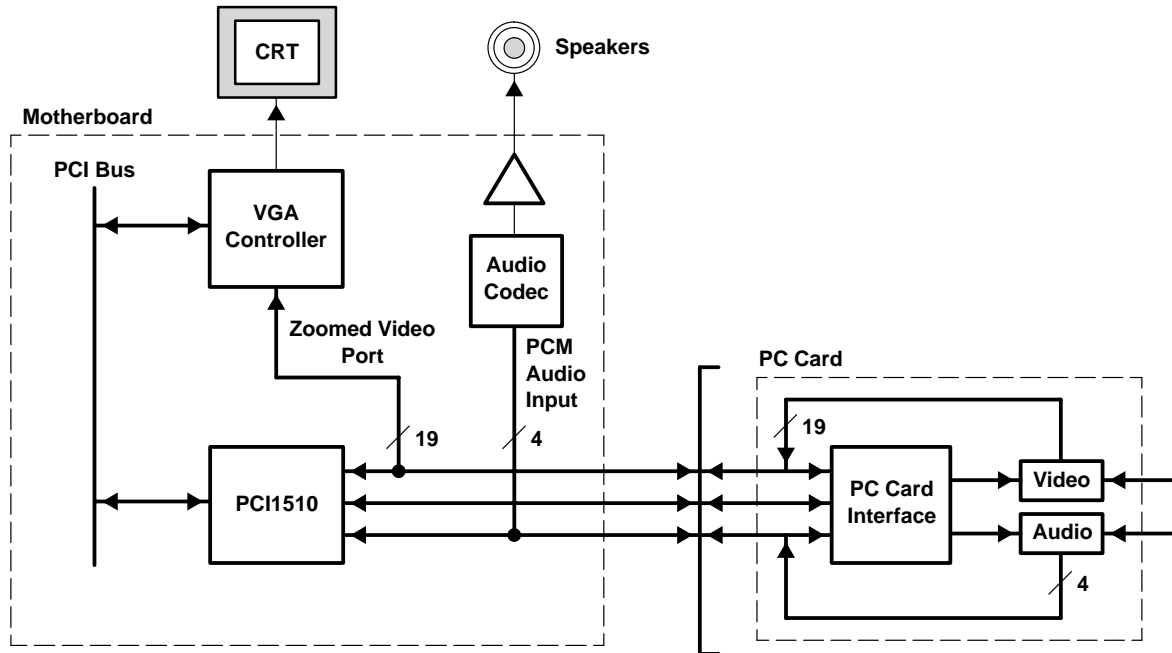 CRT
Speakers
Motherboard
PCI Bus
VGA
Controller
Audio
Codec
Zoomed Video
Port
PCM
Audio
Input
19
4
PCI1510
PC Card
19
PC Card
Interface
Video
Audio
4